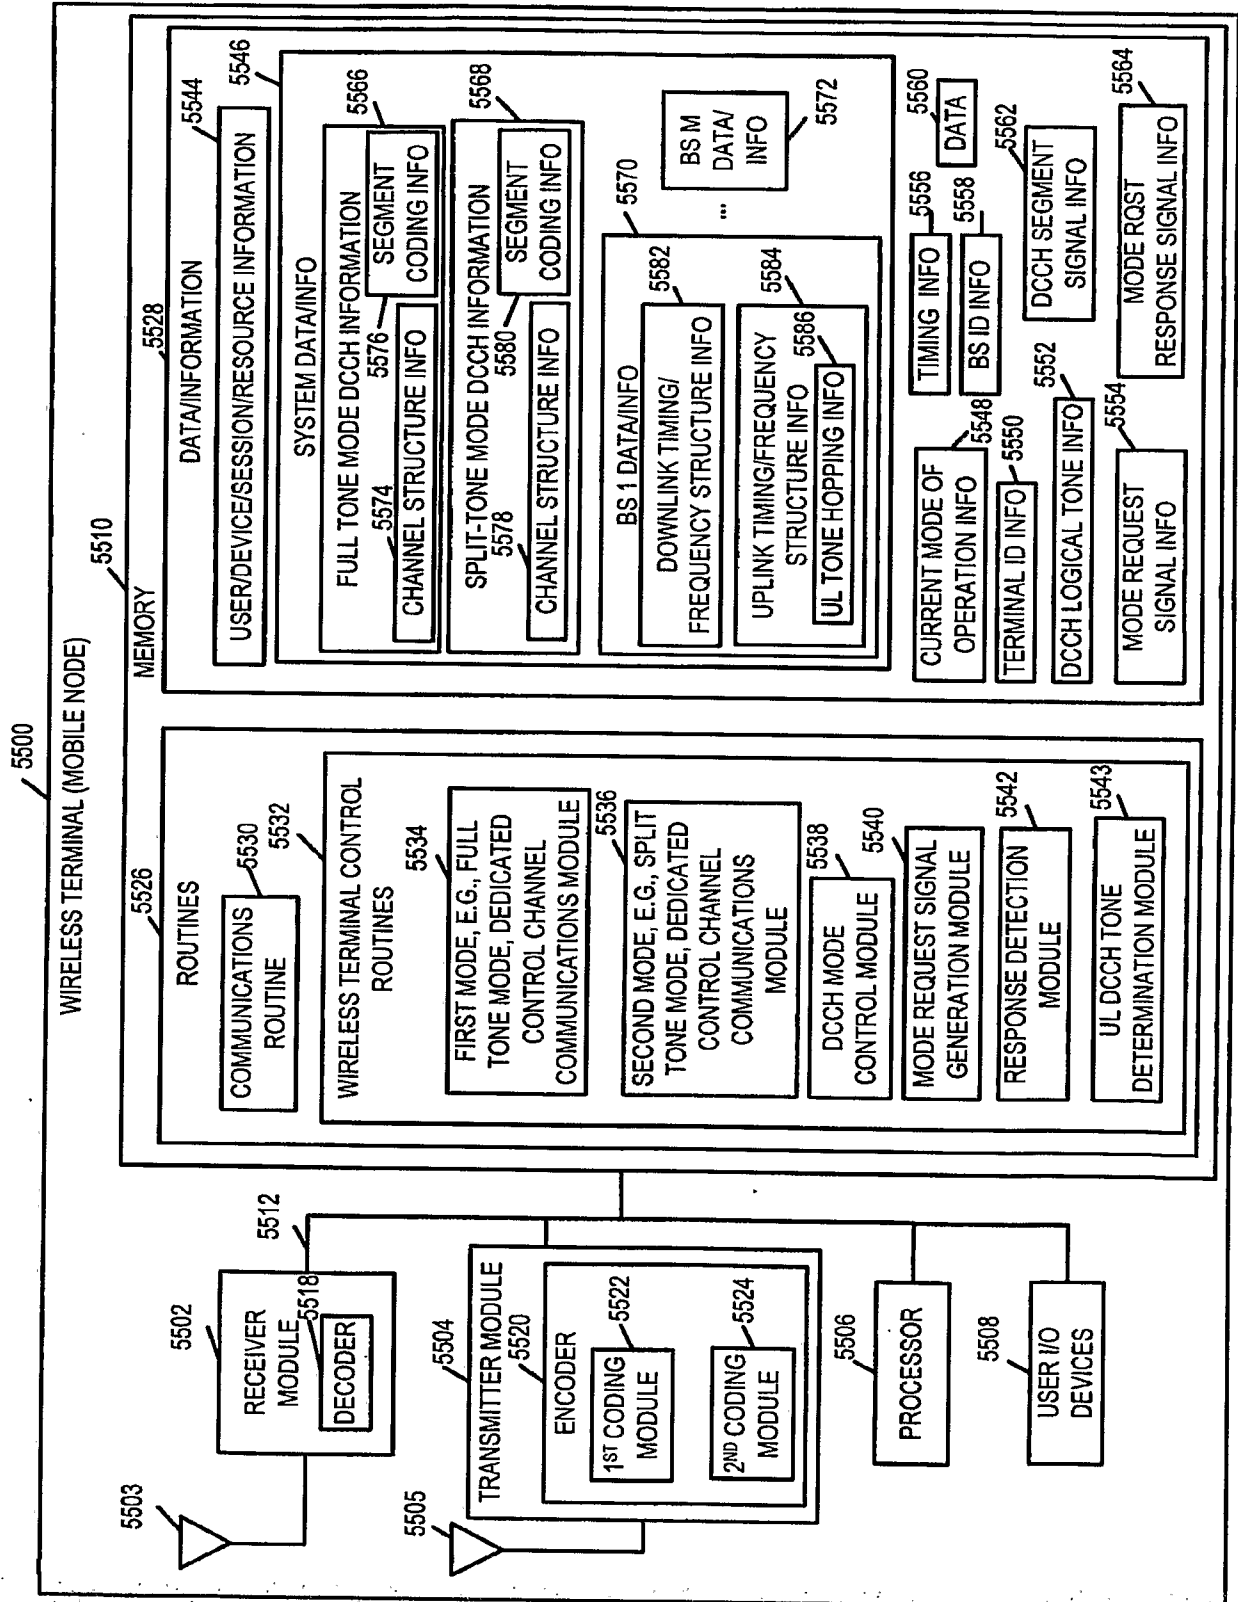 5500
WIRELESS TERMINAL (MOBILE NODE)
5503
5502
RECEIVER
MODULE
5518
DECODER
5512
5505
5504
TRANSMITTER MODULE
5520
ENCODER
5522
1ST CODING
MODULE
5524
2ND CODING
MODULE
5506
PROCESSOR
5508
USER I/O
DEVICES
5510
MEMORY
5526
ROUTINES
5530
COMMUNICATIONS
ROUTINE
5532
WIRELESS TERMINAL CONTROL
ROUTINES
5534
FIRST MODE, E.G., FULL
TONE MODE, DEDICATED
CONTROL CHANNEL
COMMUNICATIONS MODULE
5536
SECOND MODE, E.G., SPLIT
TONE MODE, DEDICATED
CONTROL CHANNEL
COMMUNICATIONS
MODULE
5538
DCCH MODE
CONTROL MODULE
5540
MODE REQUEST SIGNAL
GENERATION MODULE
5542
RESPONSE DETECTION
MODULE
5543
UL DCCH TONE
DETERMINATION MODULE
5528
DATA/INFORMATION
5544
USER/DEVICE/SESSION/RESOURCE INFORMATION
5546
SYSTEM DATA/INFO
5566
FULL TONE MODE DCCH INFORMATION
5574
CHANNEL STRUCTURE INFO
5576
SEGMENT
CODING INFO
5568
SPLIT-TONE MODE DCCH INFORMATION
5578
CHANNEL STRUCTURE INFO
5580
SEGMENT
CODING INFO
5570
BS 1 DATA/INFO
5582
DOWNLINK TIMING/
FREQUENCY STRUCTURE INFO
5584
UPLINK TIMING/FREQUENCY
STRUCTURE INFO
5586
UL TONE HOPPING INFO
...
BS M
DATA/
INFO
5572
CURRENT MODE OF
OPERATION INFO
5548
TERMINAL ID INFO
5550
DCCH LOGICAL TONE INFO
5552
MODE REQUEST
SIGNAL INFO
5554
TIMING INFO
5556
BS ID INFO
5558
DATA
5560
DCCH SEGMENT
SIGNAL INFO
5562
MODE RQST
RESPONSE SIGNAL INFO
5564